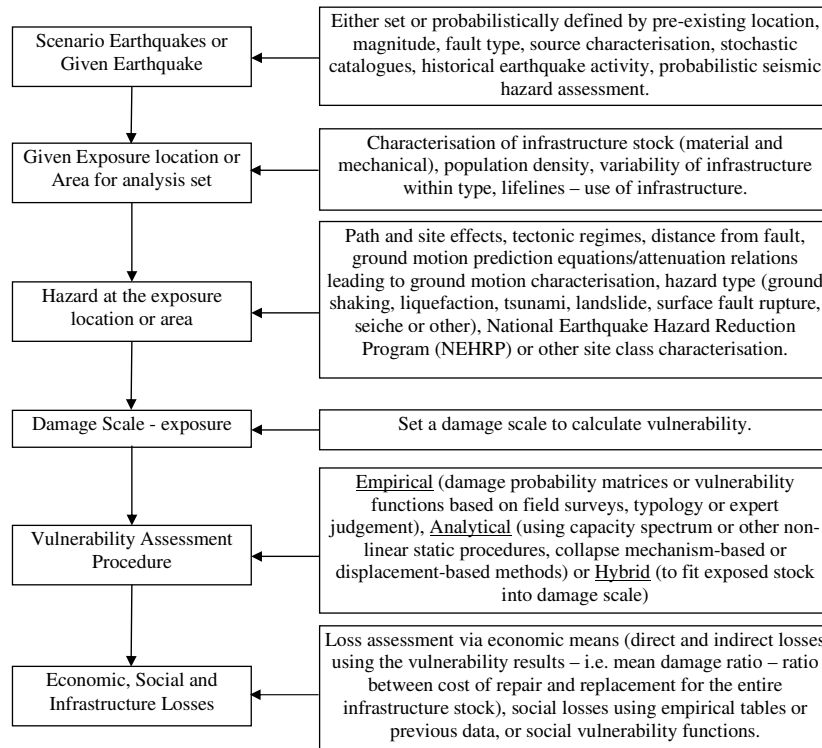 Scenario Earthquakes or
Given Earthquake
Either set or probabilistically defined by pre-existing location,
magnitude, fault type, source characterisation, stochastic
catalogues, historical earthquake activity, probabilistic seismic
hazard assessment.
Given Exposure location or
Area for analysis set
Characterisation of infrastructure stock (material and
mechanical), population density, variability of infrastructure
within type, lifelines – use of infrastructure.
Hazard at the exposure
location or area
Path and site effects, tectonic regimes, distance from fault,
ground motion prediction equations/attenuation relations
leading to ground motion characterisation, hazard type (ground
shaking, liquefaction, tsunami, landslide, surface fault rupture,
seiche or other), National Earthquake Hazard Reduction
Program (NEHRP) or other site class characterisation.
Damage Scale - exposure
Set a damage scale to calculate vulnerability.
Vulnerability Assessment
Procedure
Empirical (damage probability matrices or vulnerability
functions based on field surveys, typology or expert
judgement), Analytical (using capacity spectrum or other non-
linear static procedures, collapse mechanism-based or
displacement-based methods) or Hybrid (to fit exposed stock
into damage scale)
Economic, Social and
Infrastructure Losses
Loss assessment via economic means (direct and indirect losses
using the vulnerability results – i.e. mean damage ratio – ratio
between cost of repair and replacement for the entire
infrastructure stock), social losses using empirical tables or
previous data, or social vulnerability functions.